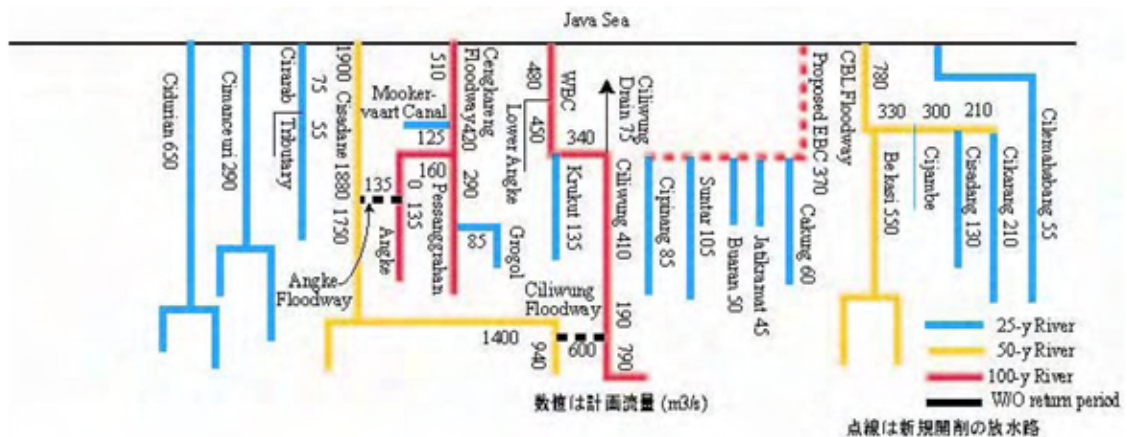 Java Sea
Cidurian 650
Cimanceuri 290
Cirarab
75
Tributary
55
1900 Cisadane 1880 1750
Mooker-
vaart Canal
125
135
160
0
135
Angke
Angke
Floodway
510
Cengkareng
Floodway 420
290
Pessanggrahan
85
Grogol
1400
940
480
WBC
Lower Angke
450
340
Krukut 135
Ciliwung
Drain 75
Ciliwung 410
Ciliwung
Floodway
190
600
790
Cipinang 85
Suntar 105
Buaran 50
Jatikramat 45
Cakung 60
Proposed EBC 370
CBL Floodway
780
330
300
210
Bekasi 550
Cijambe
Cisadang 130
Cikarang 210
Cikemahabang 55
25-y River
50-y River
100-y River
W/O return period
数値は計画流量 (m3/s)
点線は新規開削の放水路